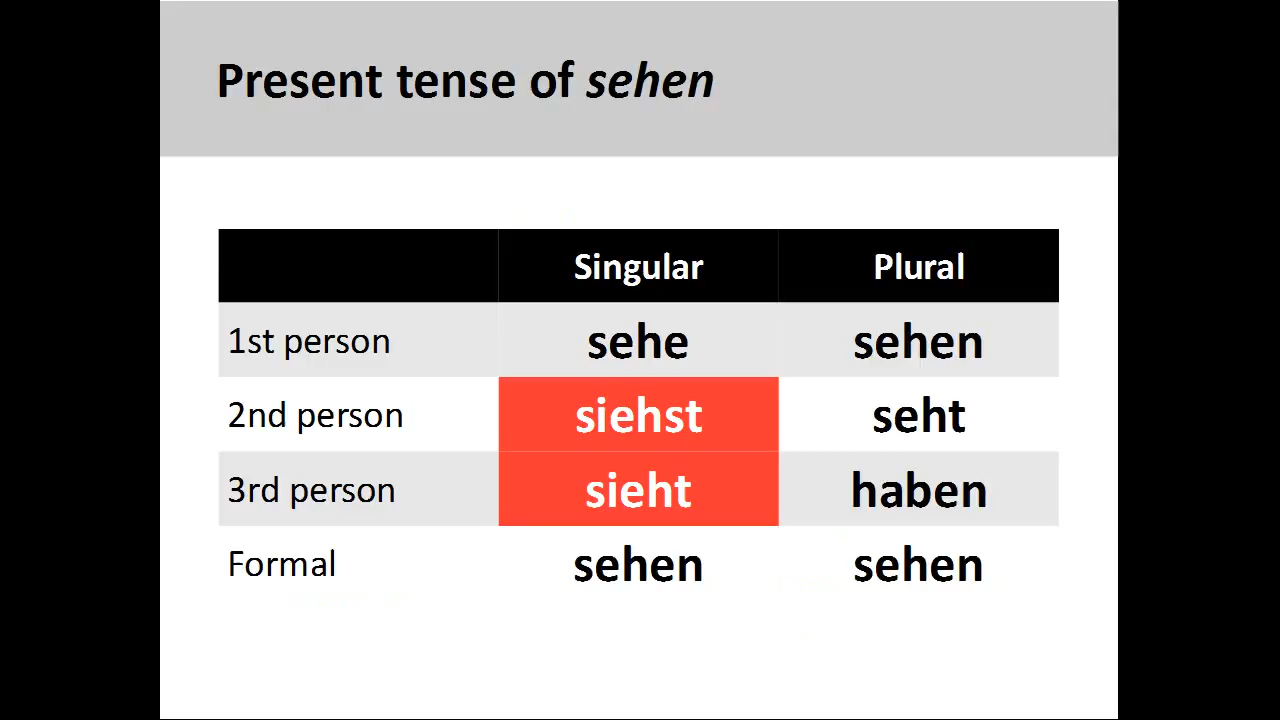 Present tense of sehen
Singular Plural
1st person sehe sehen
2nd person siehst seht
3rd person sieht haben
Formal sehen sehen